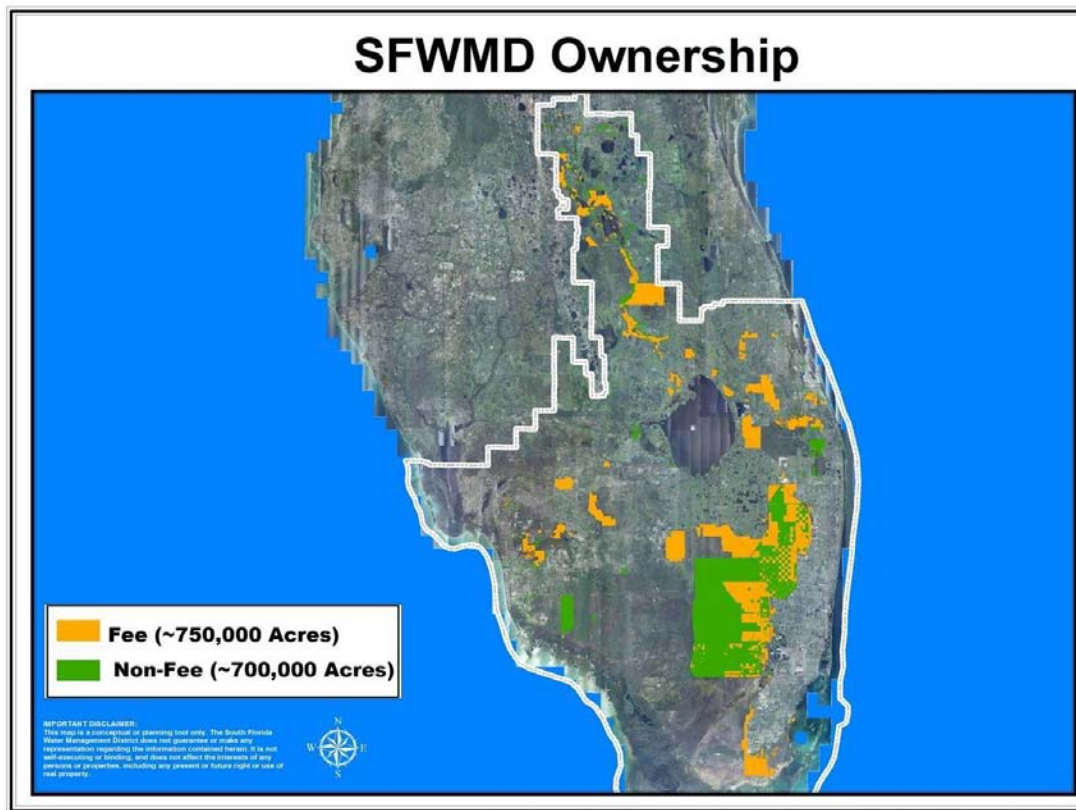 SFWMD Ownership
Fee (~750,000 Acres)
Non-Fee (~700,000 Acres)
IMPORTANT DISCLAIMER:
This map is a conceptual or planning tool only. The South Florida
Water Management District does not guarantee or make any
representation regarding the information contained herein. It is not
self-executing or binding, and does not affect the interests of any
persons or properties, including any present or future right or use of
real property.
N
W E
S